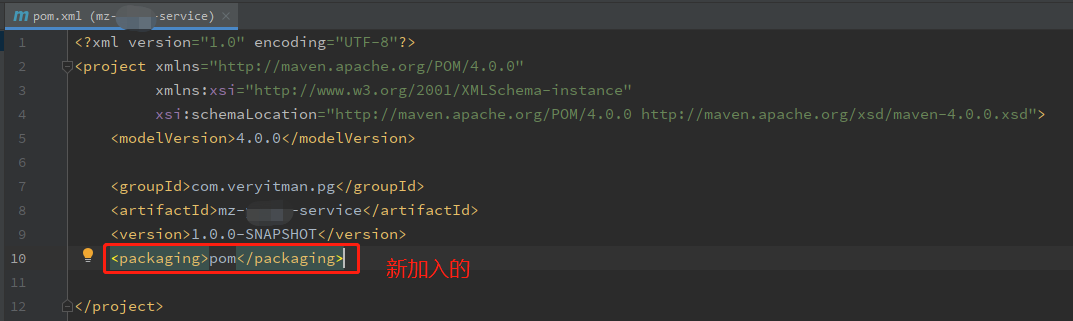 pom.xml (mz- -service)
1 <?xml version="1.0" encoding="UTF-8"?>
2 <project xmlns="http://maven.apache.org/POM/4.0.0"
3 xmlns:xsi="http://www.w3.org/2001/XMLSchema-instance"
4 xsi:schemaLocation="http://maven.apache.org/POM/4.0.0 http://maven.apache.org/xsd/maven-4.0.0.xsd">
5 <modelVersion>4.0.0</modelVersion>
6
7 <groupId>com.veryitman.pg</groupId>
8 <artifactId>mz- -service</artifactId>
9 <version>1.0.0-SNAPSHOT</version>
10 <packaging>pom</packaging> 新加入的
11
12 </project>